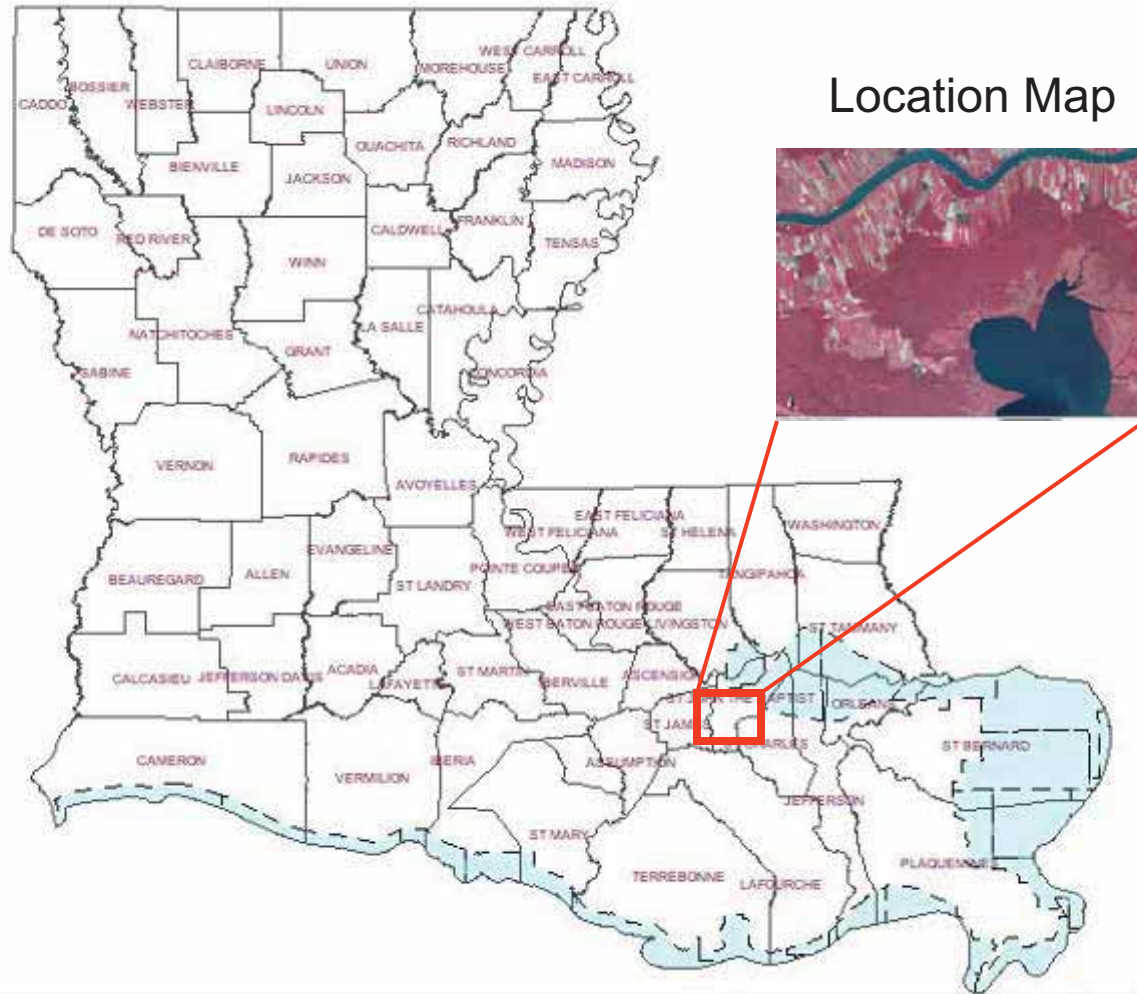 Location Map
WEST CARROLL
CLAIBORNE
UNION
MOREHOUSE
EAST CARROLL
BOSSIER
CADDO
WEBSTER
LINCOLN
OUACHITA
RICHLAND
MADISON
BIENVILLE
JACKSON
FRANKLIN
CALDWELL
DE SOTO
RED RIVER
TENSAS
WINN
CATAHOULA
LA SALLE
NATCHITOCHES
GRANT
SABINE
CONCORDIA
RAPIDES
VERNON
AVOYELLES
EAST FELICIANA
WEST FELICIANA
ST HELENA
WASHINGTON
EVANGELINE
POINTE COUPEE
TANGIPAHOA
ALLEN
BEAUREGARD
ST LANDRY
EAST BATON ROUGE
WEST BATON ROUGE
LIVINGSTON
ST TAMMANY
ACADIA
ST MARTIN
ASCENSION
CALCASIEU
JEFFERSON DAVIS
LAFAYETTE
IBERVILLE
ST JOHN THE BAPTIST
ORLEANS
ST JAMES
CHARLES
ST BERNARD
CAMERON
IBERIA
ASSUMPTION
VERMILION
JEFFERSON
ST MARY
PLAQUEMINES
TERREBONNE
LAFOURCHE